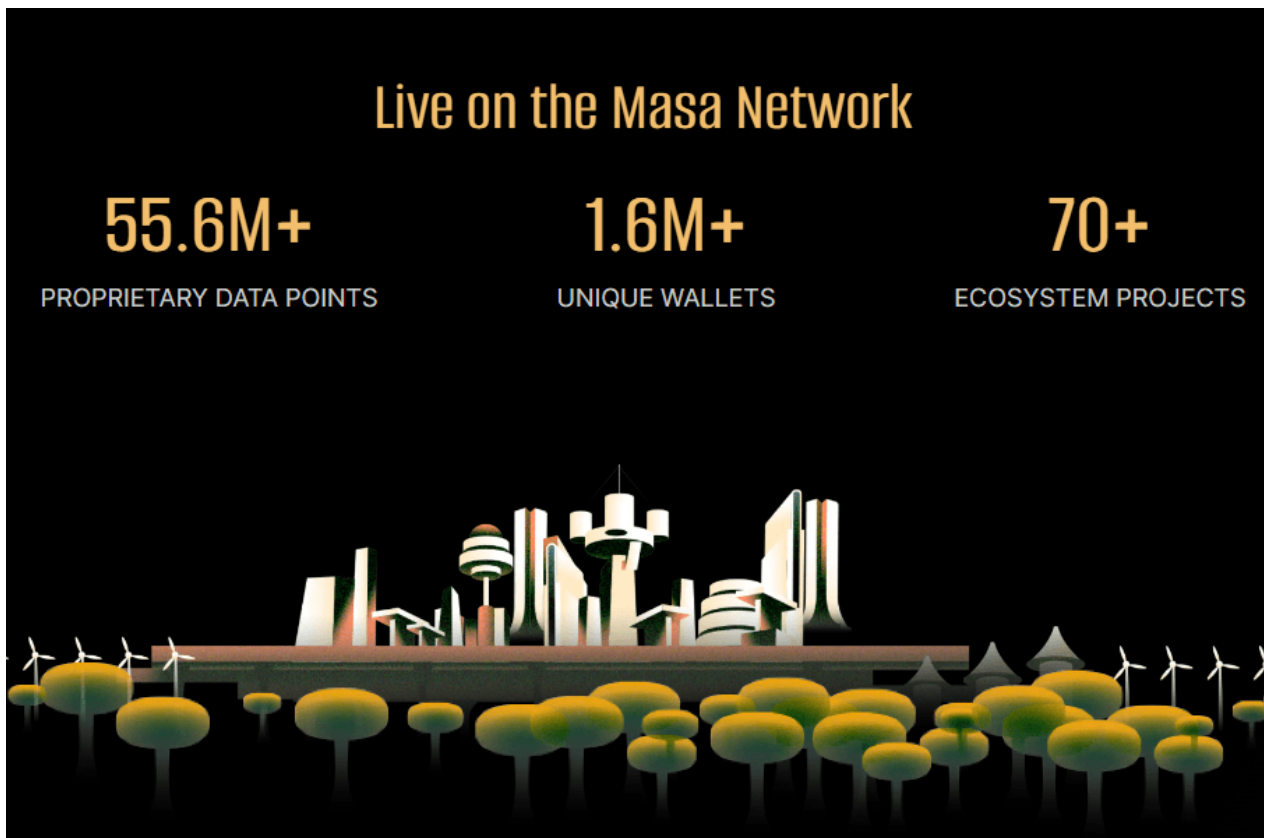 Live on the Masa Network
55.6M+
1.6M+
70+
PROPRIETARY DATA POINTS
UNIQUE WALLETS
ECOSYSTEM PROJECTS